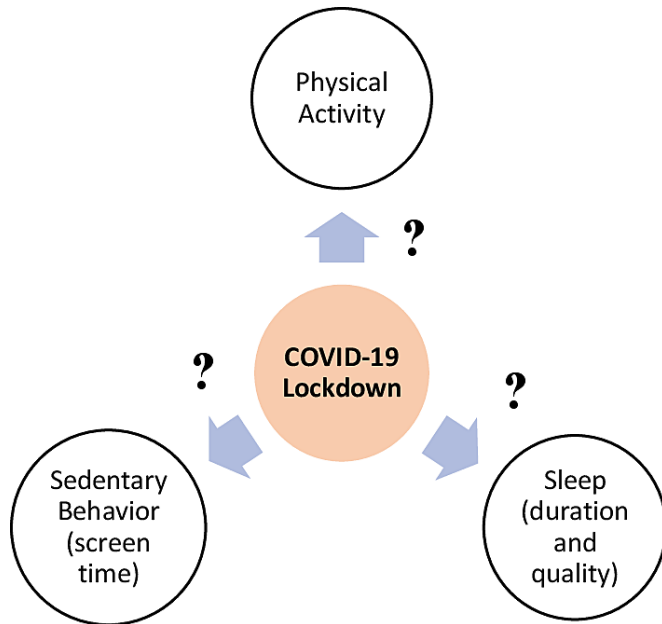 Physical
Activity
?
COVID-19
Lockdown
?
?
Sedentary
Behavior
(screen
time)
Sleep
(duration
and
quality)